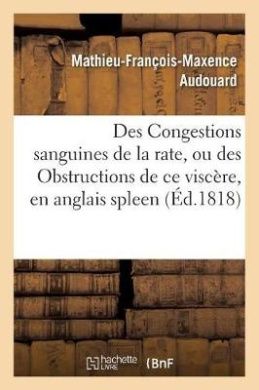 Mathieu-François-Maxence
Audouard
Des Congestions sanguines
de la rate, ou des Obstructions
de ce viscère, en anglais spleen
(Éd.1818)
hachette
LIVRE
{BnF